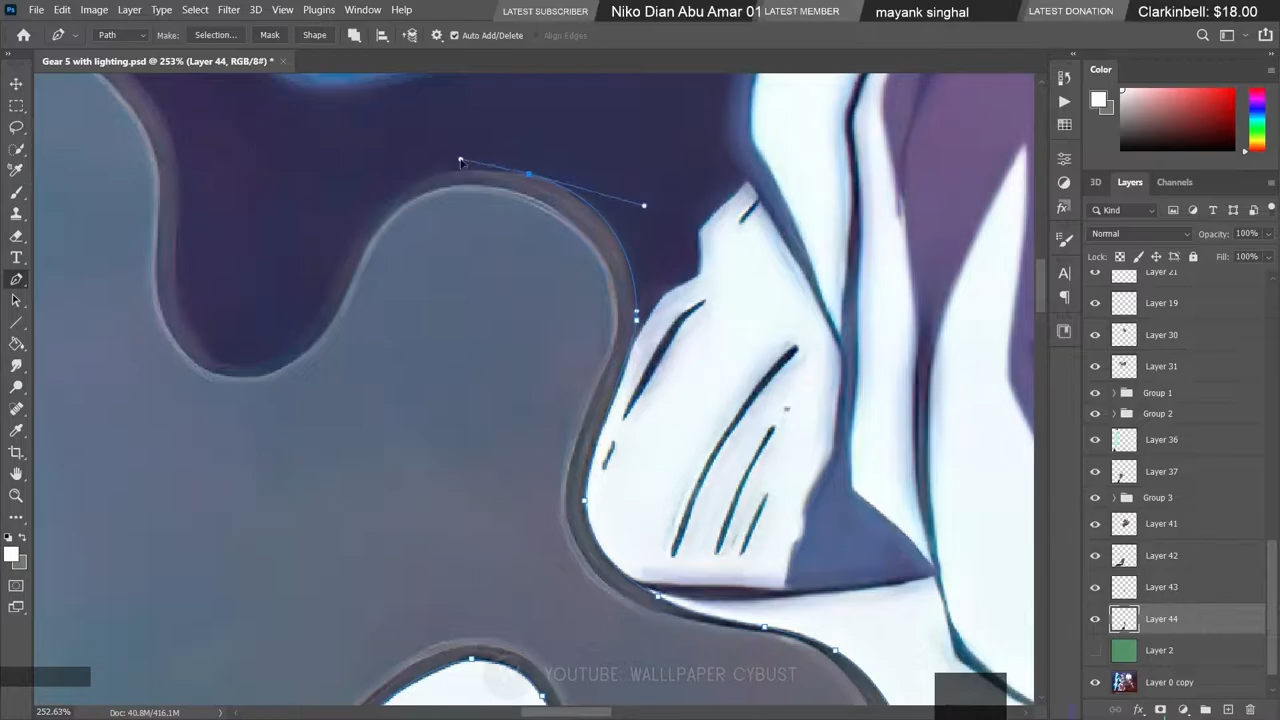 Ps File Edit Image Layer Type Select Filter 3D View Plugins Window Help
LATEST SUBSCRIBER Niko Dian Abu Amar 01 LATEST MEMBER mayank singhal LATEST DONATION Clarkinbell: $18.00
Path Make: Selection... Mask Shape Auto Add/Delete Align Edges
Gear 5 with lighting.psd @ 253% (Layer 44, RGB/8#) *
Color
3D Layers Channels
Kind
Normal Opacity: 100%
Lock: Fill: 100%
Layer 21
Layer 19
Layer 30
Layer 31
Group 1
Group 2
Layer 36
Layer 37
Group 3
Layer 41
Layer 42
Layer 43
Layer 44
Layer 2
Layer 0 copy
YOUTUBE: WALLLPAPER CYBUST
252.63% Doc: 40.8M/416.1M